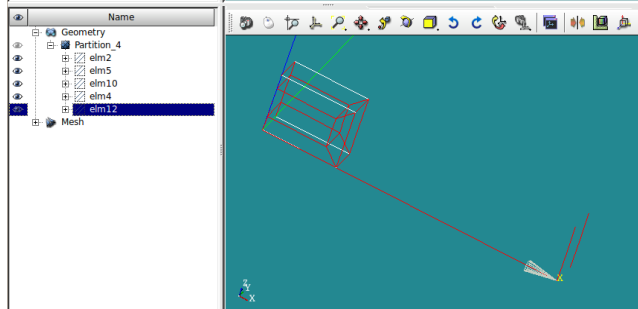 Name
Geometry
Partition_4
elm2
elm5
elm10
elm4
elm12
Mesh
X
Z
Y
X